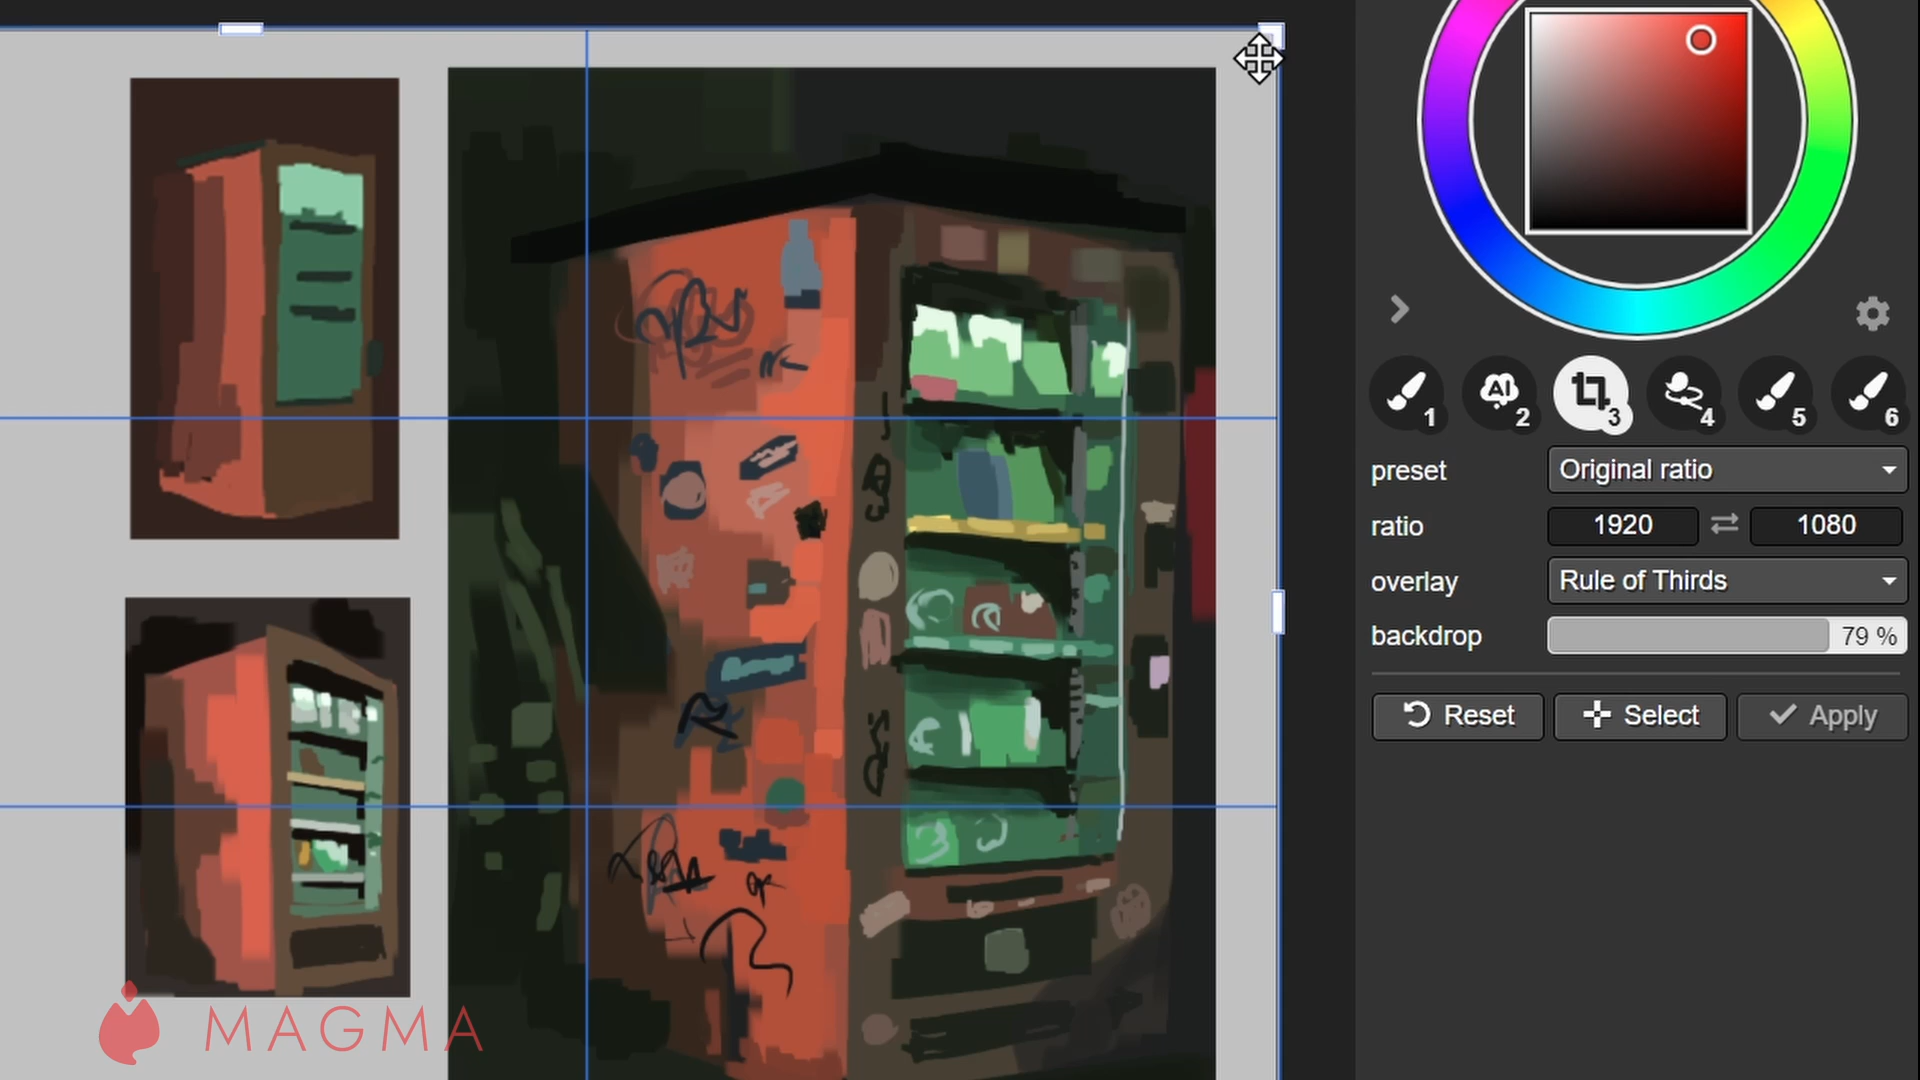 1
AI 2
3
4
5
6
preset Original ratio
ratio 1920 1080
overlay Rule of Thirds
backdrop 79 %
Reset Select Apply
MAGMA